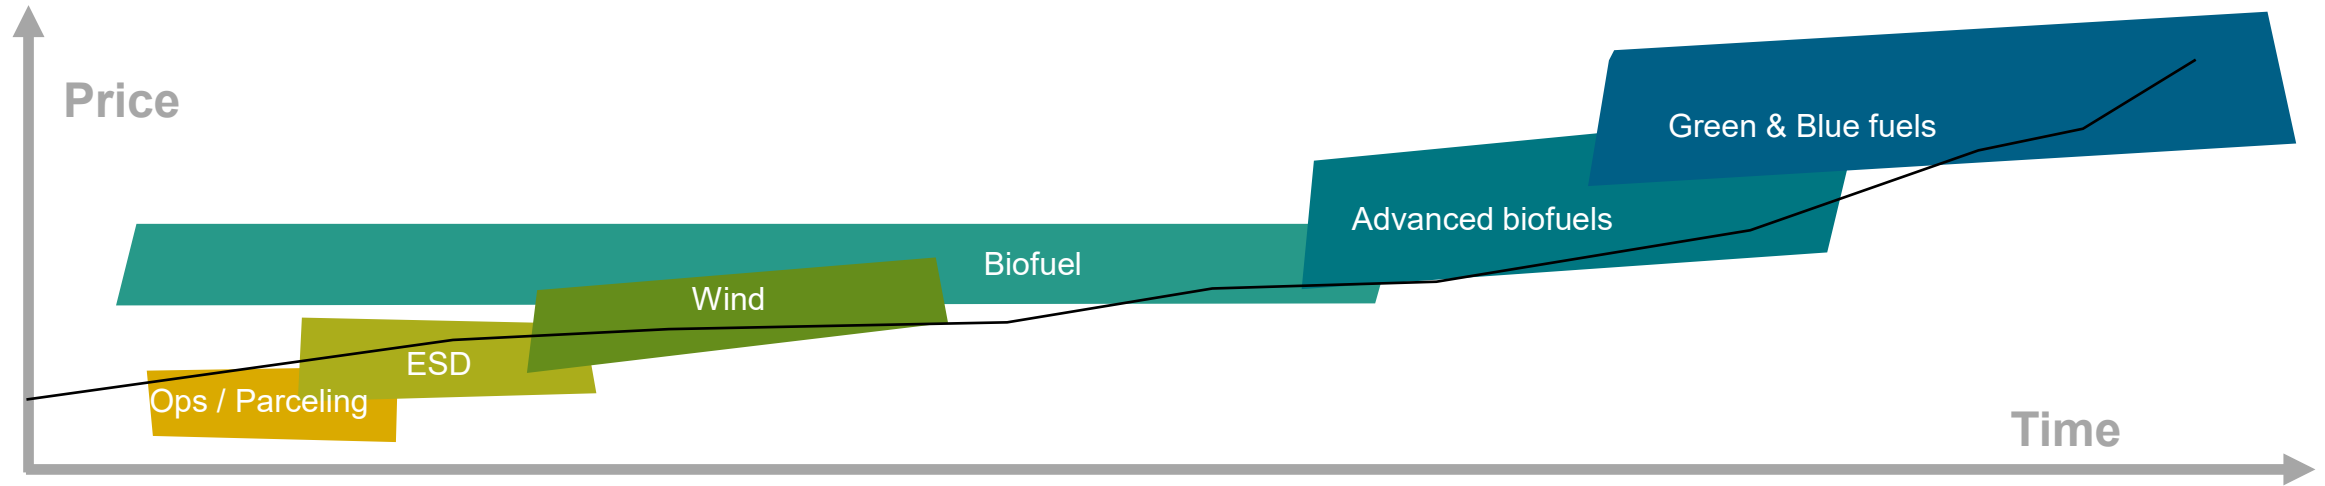 Price
Green & Blue fuels
Advanced biofuels
Biofuel
Wind
ESD
Ops / Parceling
Time